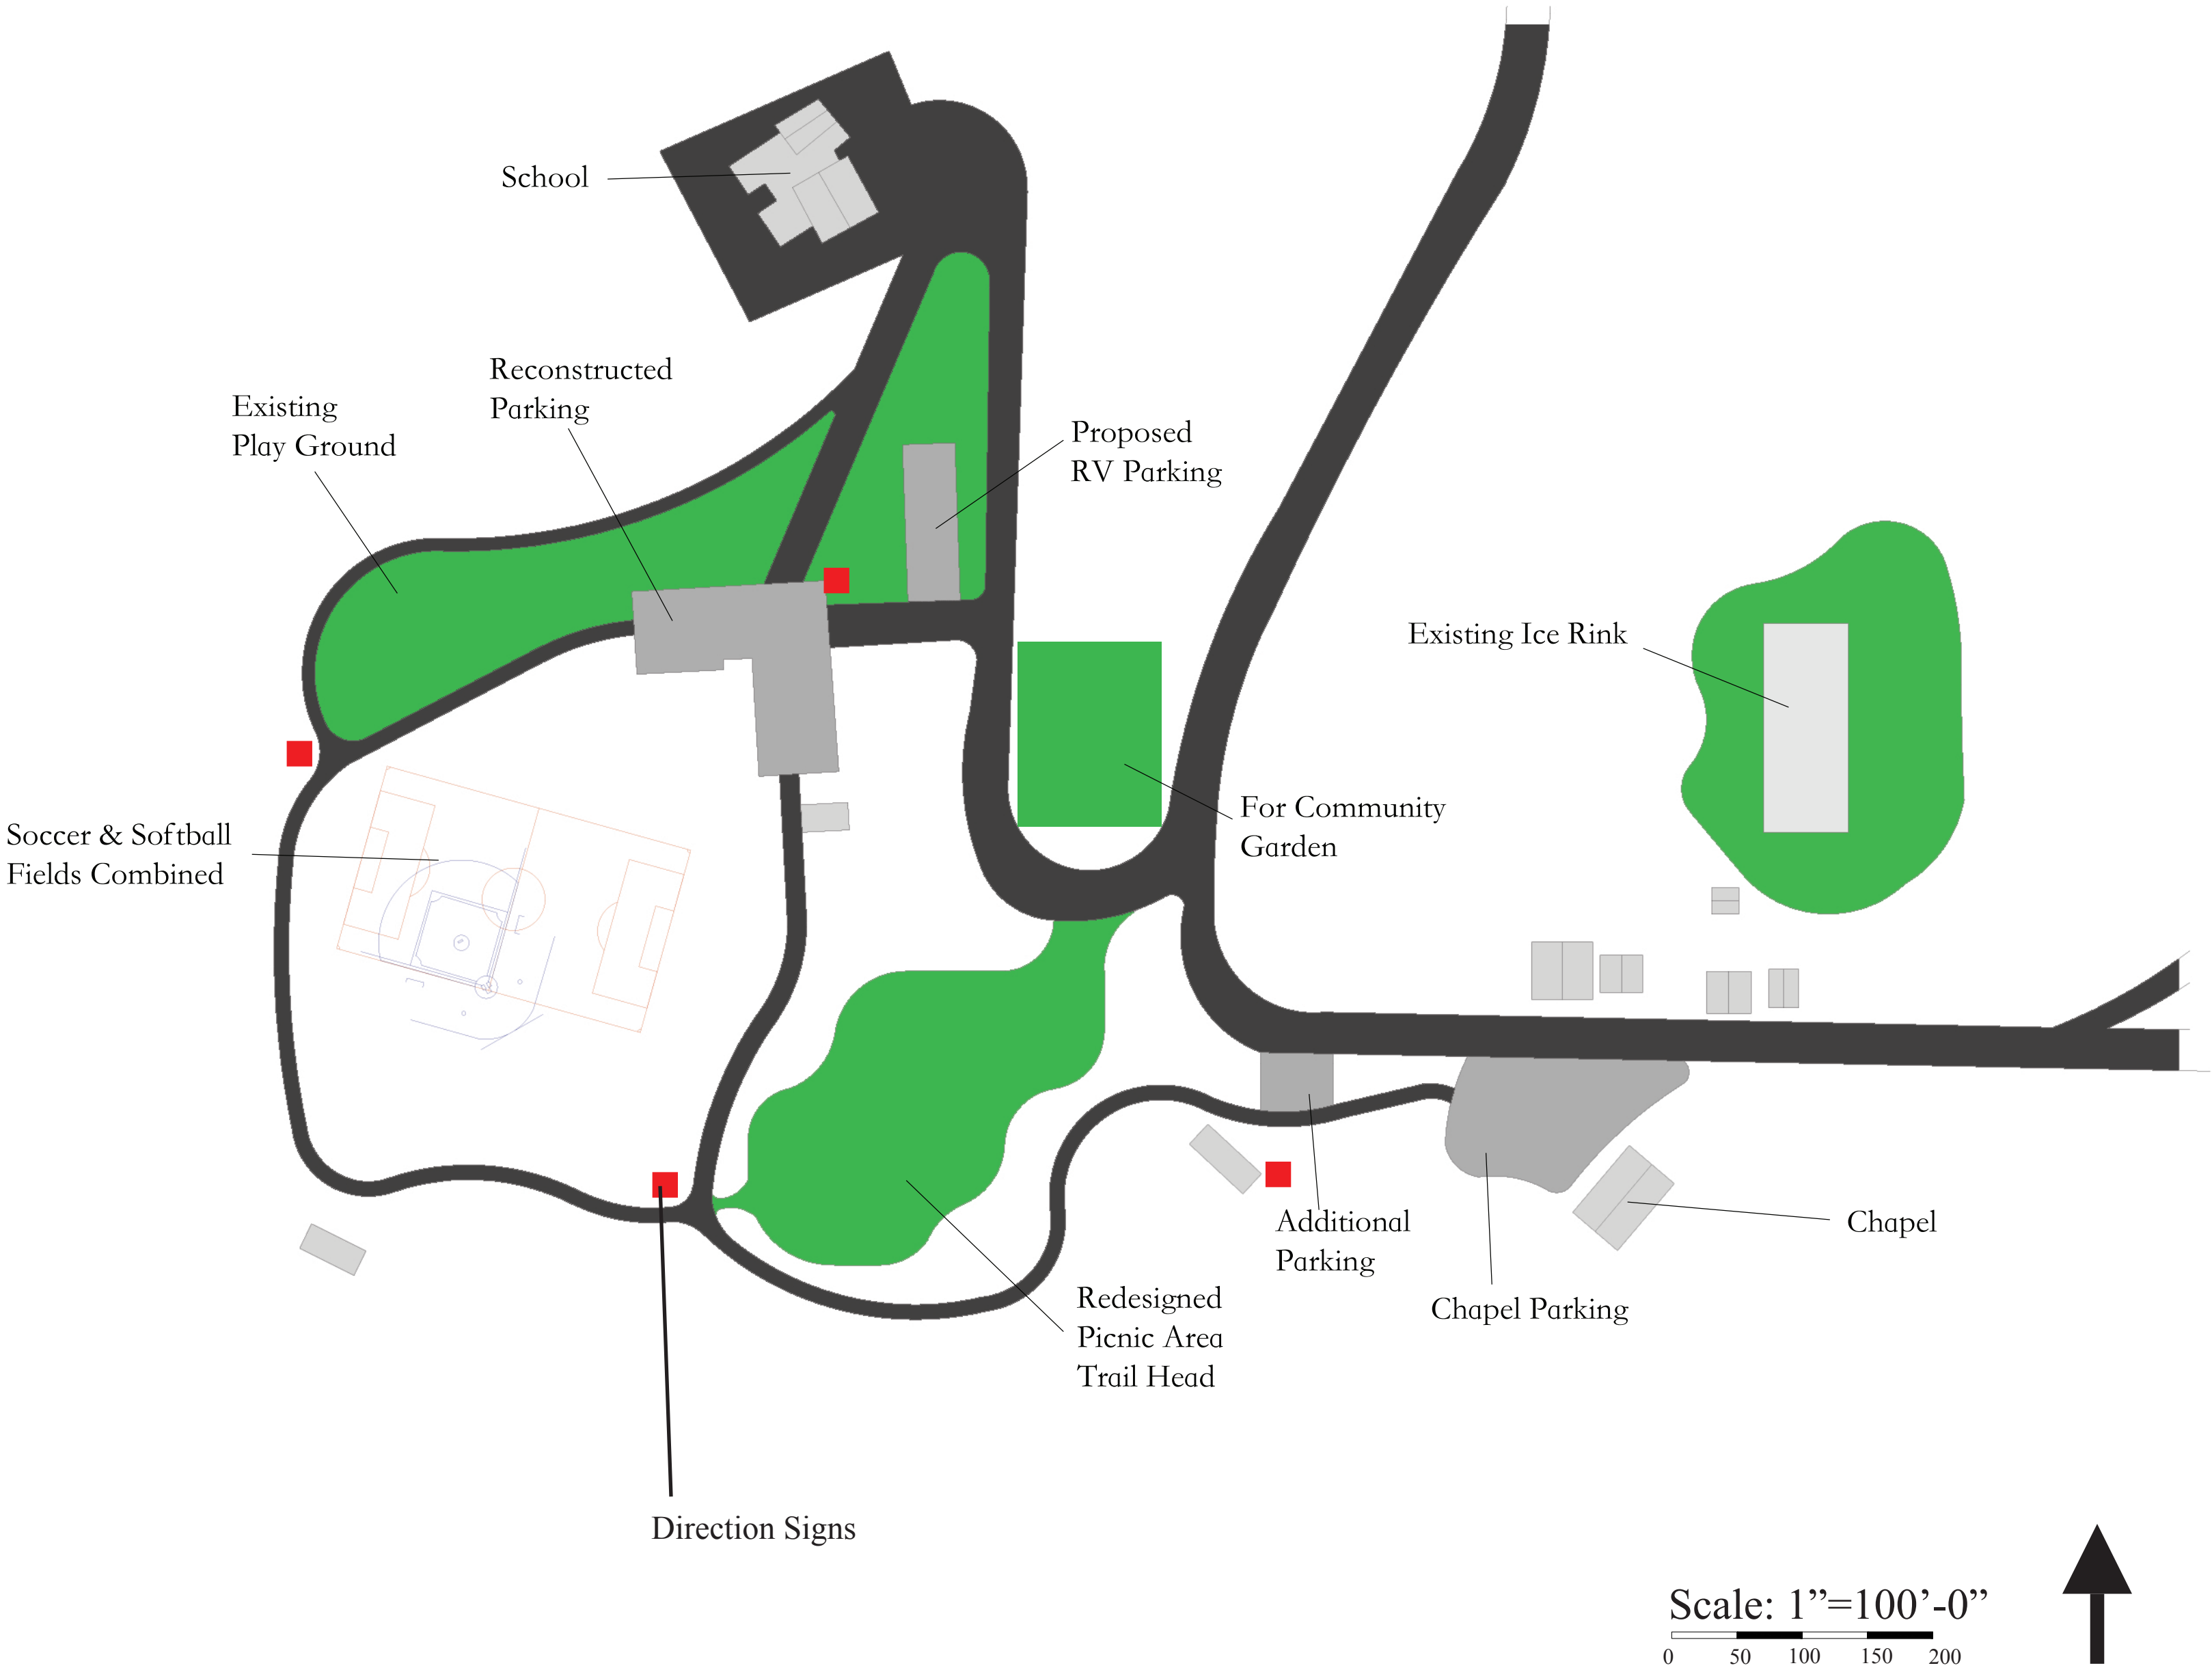 School
Reconstructed
Parking
Existing
Play Ground
Proposed
RV Parking
Existing Ice Rink
For Community
Garden
Soccer & Softball
Fields Combined
Additional
Parking
Chapel
Chapel Parking
Redesigned
Picnic Area
Trail Head
Direction Signs
Scale: 1”=100’-0”
0 50 100 150 200